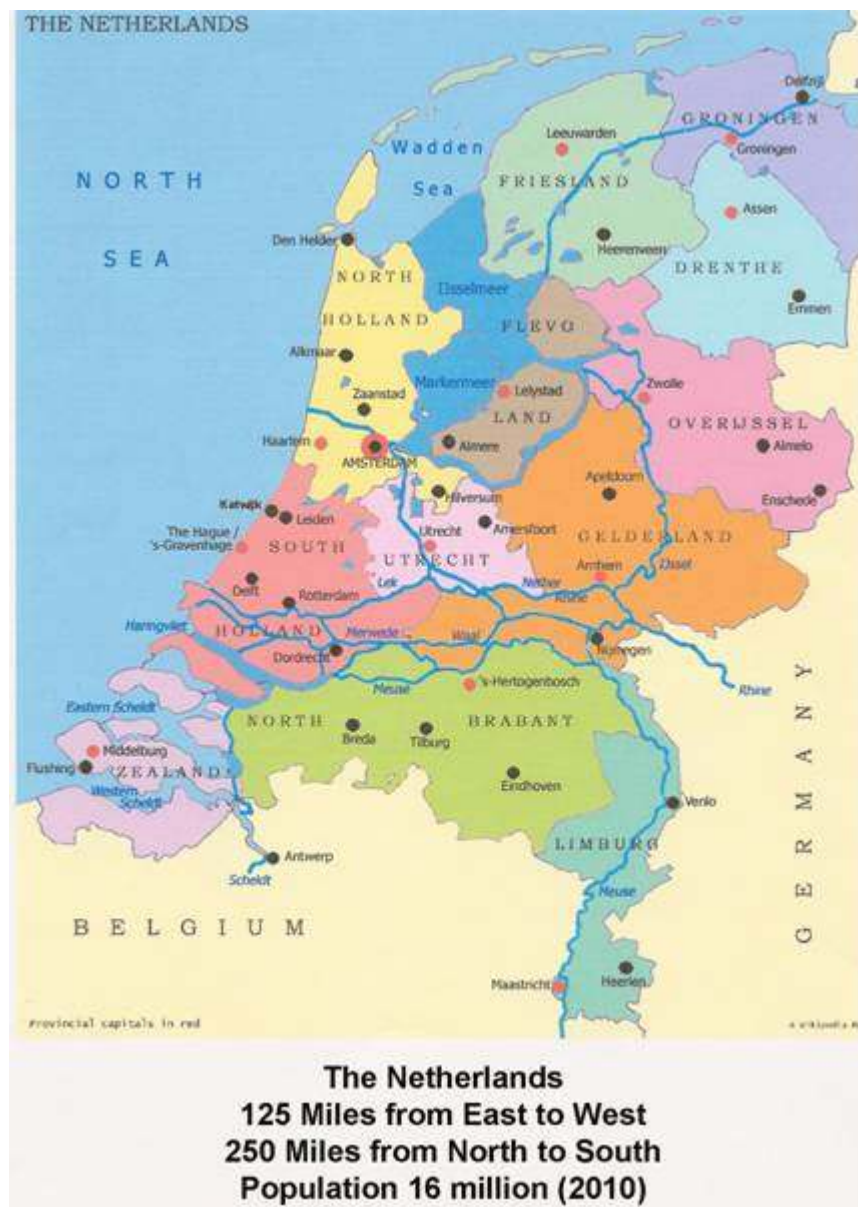 THE NETHERLANDS
Delfzijl
GRONINGEN
Leeuwarden
Groningen
Wadden
Sea
NORTH
SEA
FRIESLAND
Assen
Den Helder
Heerenveen
DRENTHE
NORTH
HOLLAND
IJsselmeer
Emmen
FLEVO
LAND
Alkmaar
Markermeer
Lelystad
Zwolle
Zaanstad
OVERIJSSEL
Haarlem
AMSTERDAM
Almere
Almelo
Apeldoorn
Hilversum
Enschede
Katwijk
Leiden
Utrecht
Amersfoort
The Hague /
's-Gravenhage
SOUTH
HOLLAND
UTRECHT
GELDERLAND
Arnhem
IJssel
Delft
Lek
Nether
Rhine
Rotterdam
Haringvliet
Merwede
Waal
Dordrecht
Nijmegen
Rhine
Meuse
's-Hertogenbosch
Eastern Scheldt
NORTH BRABANT
Breda
Tilburg
Middelburg
Flushing
ZEALAND
Western
Scheldt
Eindhoven
Venlo
LIMBURG
Antwerp
Scheldt
Meuse
BELGIUM
GERMANY
Maastricht
Heerlen
Provincial capitals in red
The Netherlands
125 Miles from East to West
250 Miles from North to South
Population 16 million (2010)